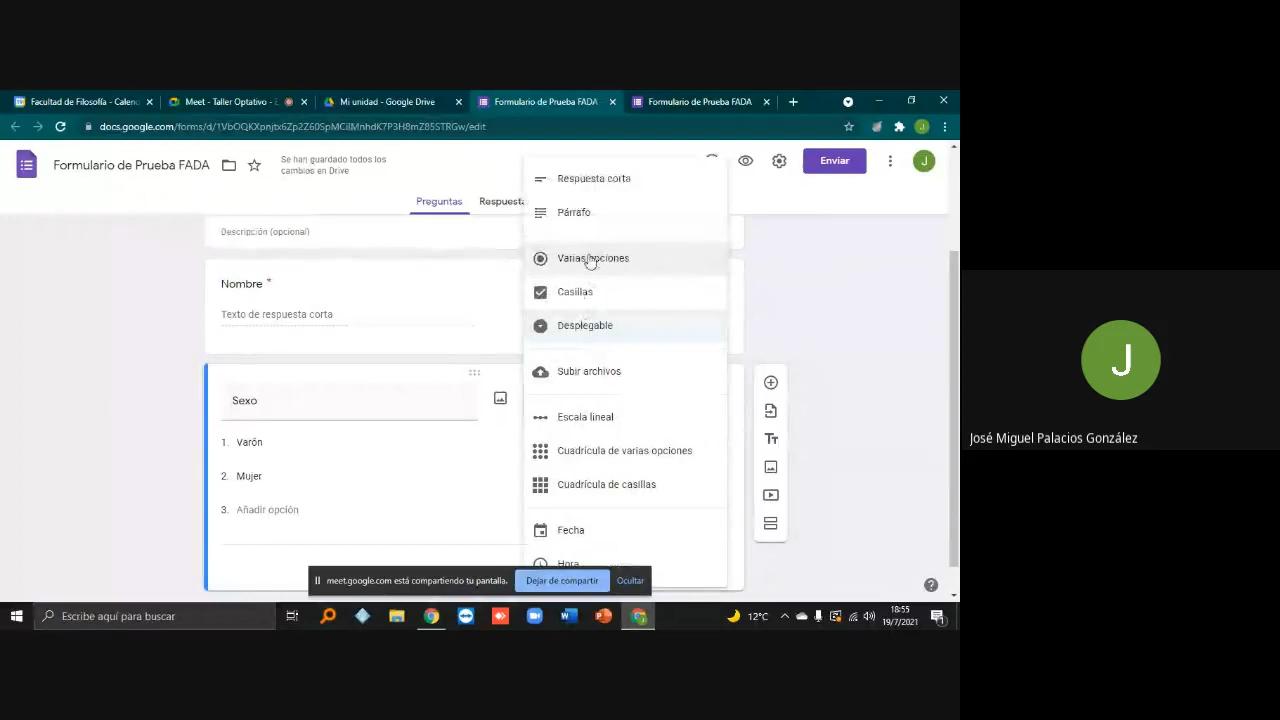 Facultad de Filosofía - Calend
Meet - Taller Optativo - E
Mi unidad - Google Drive
Formulario de Prueba FADA
Formulario de Prueba FADA
docs.google.com/forms/d/1VbOQKXpnjtx6Zp2Z60SpMCilMnhdK7P3H8mZ85STRGw/edit
Formulario de Prueba FADA
Se han guardado todos los
cambios en Drive
Enviar
J
Preguntas
Respuesta
Descripción (opcional)
Nombre *
Texto de respuesta corta
Sexo
1. Varón
2. Mujer
3. Añadir opción
Respuesta corta
Párrafo
Varias opciones
Casillas
Desplegable
Subir archivos
Escala lineal
Cuadrícula de varias opciones
Cuadrícula de casillas
Fecha
Hora
meet.google.com está compartiendo tu pantalla.
Dejar de compartir
Ocultar
Escribe aquí para buscar
12°C
18:55
19/7/2021
J
José Miguel Palacios González